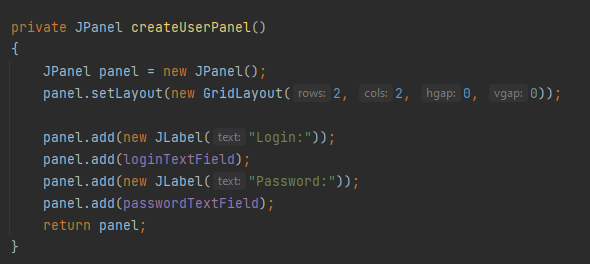 private JPanel createUserPanel()
{
    JPanel panel = new JPanel();
    panel.setLayout(new GridLayout( rows: 2, cols: 2, hgap: 0, vgap: 0));

    panel.add(new JLabel( text: "Login:"));
    panel.add(loginTextField);
    panel.add(new JLabel( text: "Password:"));
    panel.add(passwordTextField);
    return panel;
}